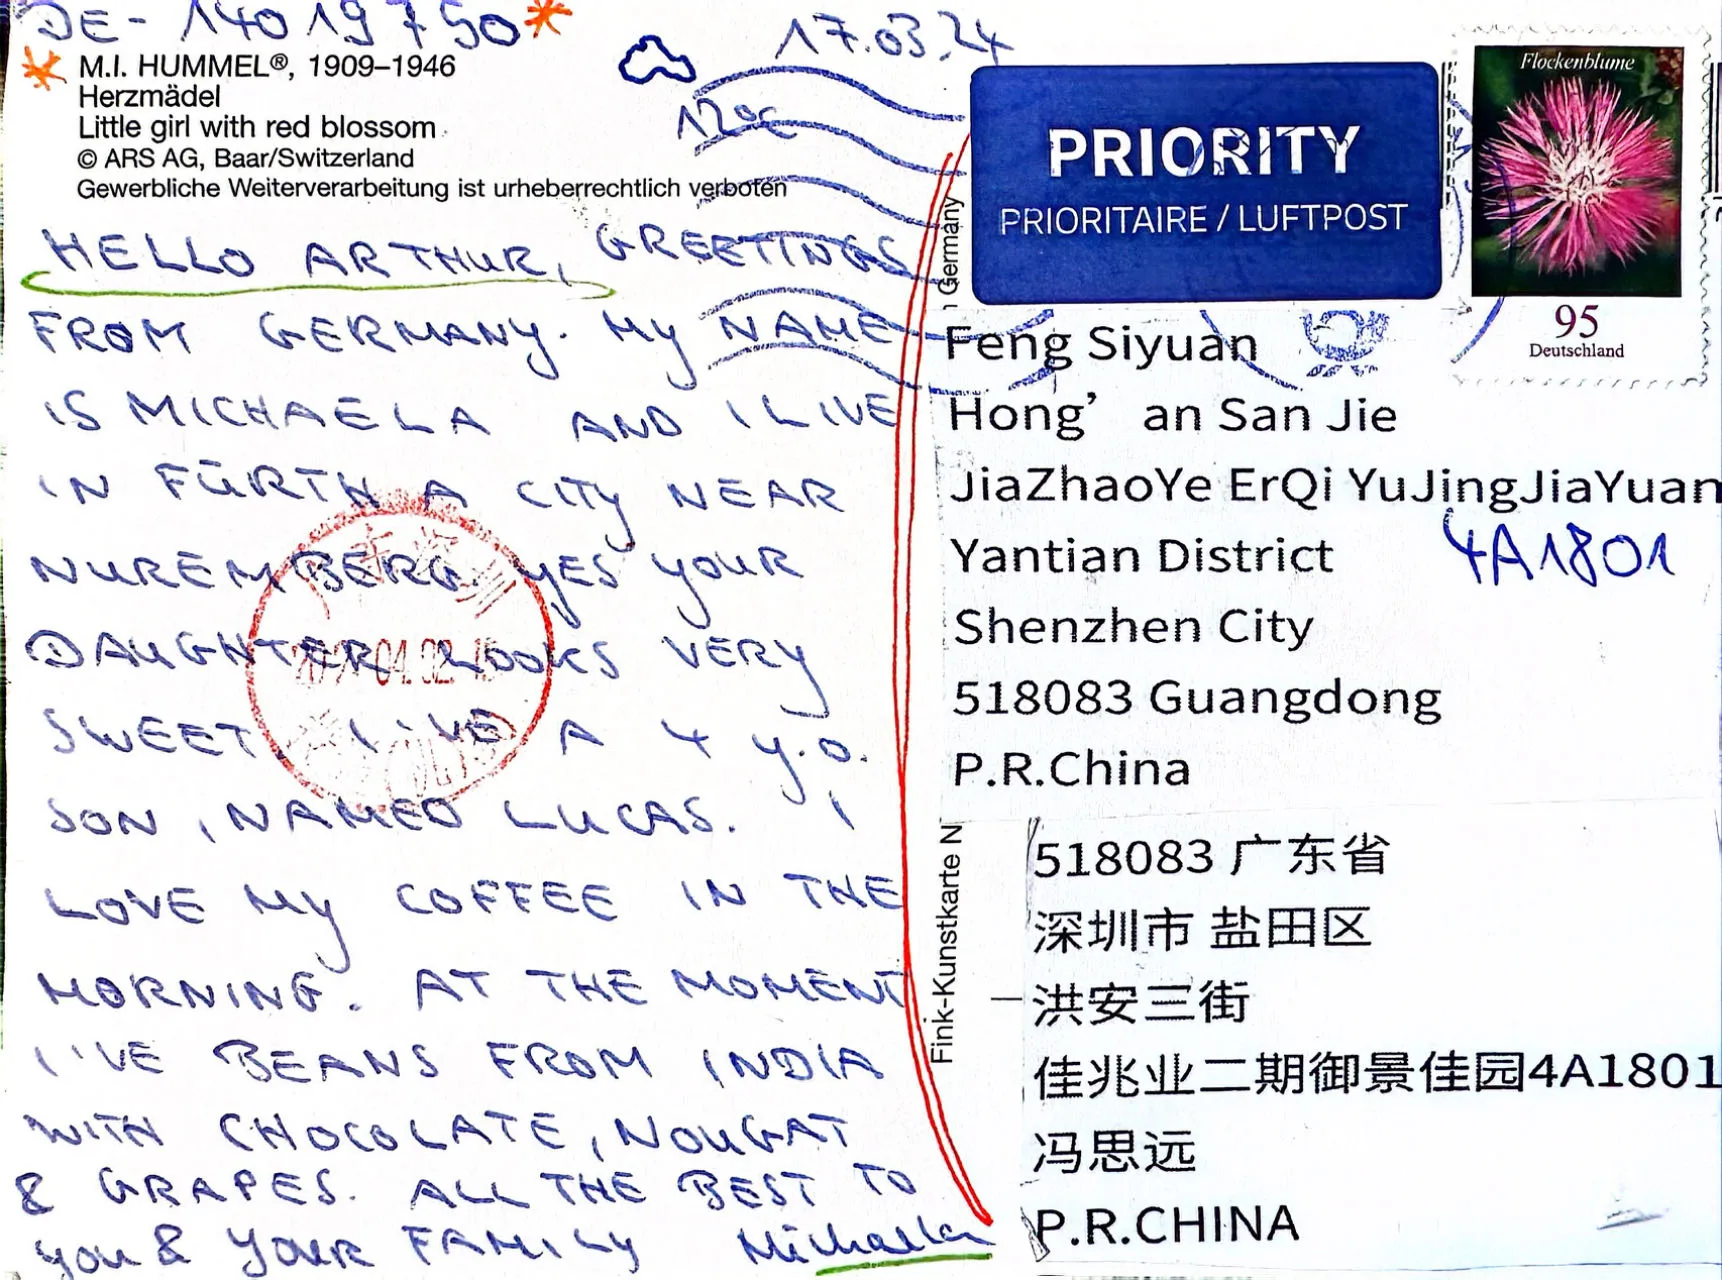 DE-14019750
17.03.24
M.I. HUMMEL®, 1909–1946
Herzmädel
Little girl with red blossom
© ARS AG, Baar/Switzerland
Gewerbliche Weiterverarbeitung ist urheberrechtlich verboten
12°C
HELLO ARTHUR, GREETINGS
FROM GERMANY. MY NAME
IS MICHAELA AND I LIVE
IN FÜRTH A CITY NEAR
NUREMBERG. YES YOUR
DAUGHTER LOOKS VERY
SWEET. I'VE A 4 y.o.
SON, NAMED LUCAS. I
LOVE MY COFFEE IN THE
MORNING. AT THE MOMENT
I'VE BEANS FROM INDIA
WITH CHOCOLATE, NOUGAT
& GRAPES. ALL THE BEST TO
YOU & YOUR FAMILY Michaela
Germany
Fink-Kunstkarte N
PRIORITY
PRIORITAIRE / LUFTPOST
Flockenblume
95
Deutschland
Feng Siyuan
Hong’ an San Jie
JiaZhaoYe ErQi YuJingJiaYuan
4A1801
Yantian District
Shenzhen City
518083 Guangdong
P.R.China
518083 广东省
深圳市 盐田区
洪安三街
佳兆业二期御景佳园4A1801
冯思远
P.R.CHINA